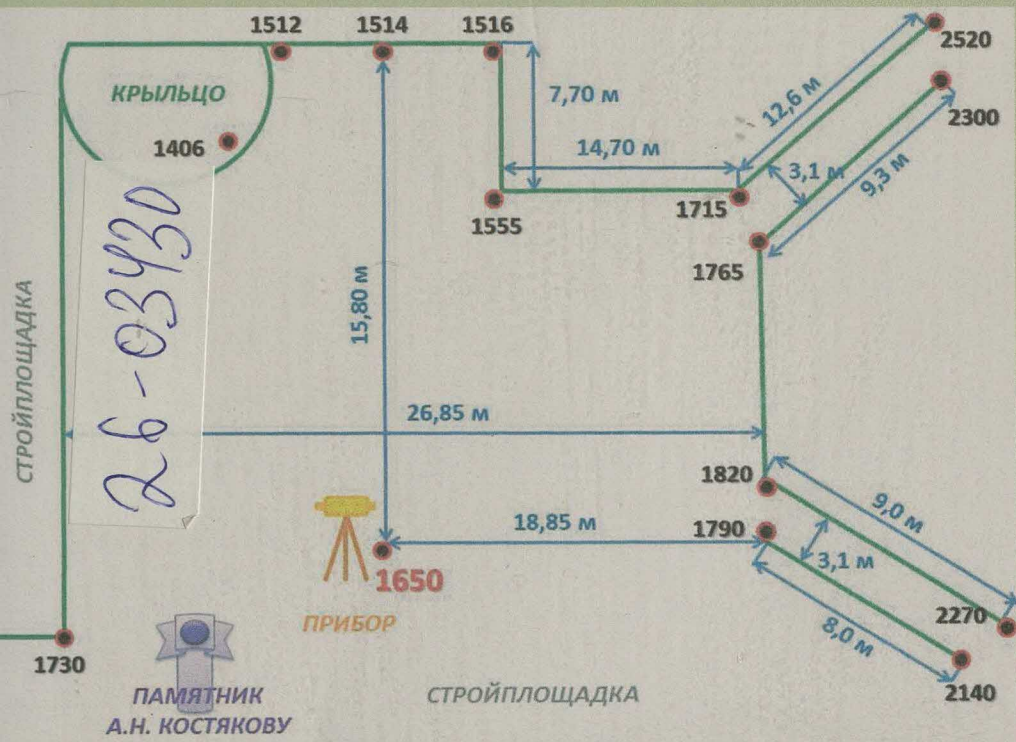 1512
1514
1516
2520
КРЫЛЬЦО
7,70 м
12,6 м
2300
1406
14,70 м
3,1 м
9,3 м
1555
1715
1765
26-03430
СТРОЙПЛОЩАДКА
15,80 м
26,85 м
1820
18,85 м
1790
9,0 м
3,1 м
1650
ПРИБОР
8,0 м
2270
1730
ПАМЯТНИК
А.Н. КОСТЯКОВУ
СТРОЙПЛОЩАДКА
2140